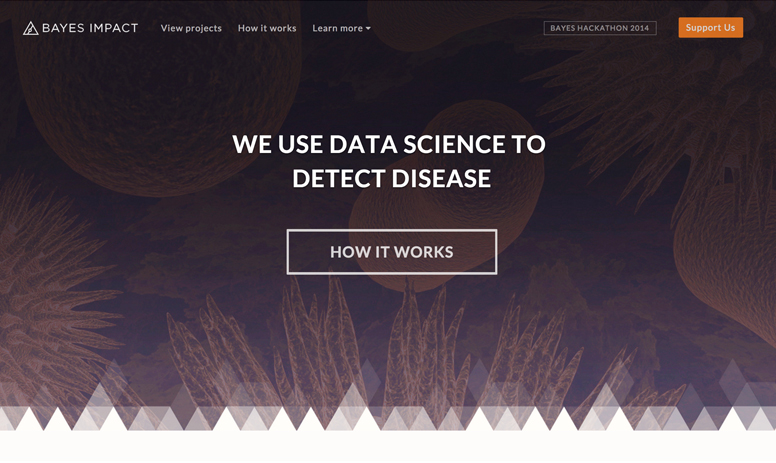 BAYES IMPACT View projects How it works Learn more BAYES HACKATHON 2014 Support Us
WE USE DATA SCIENCE TO
DETECT DISEASE
HOW IT WORKS